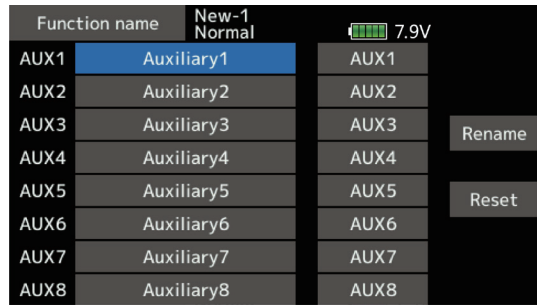 Function name
New-1
Normal
7.9V
AUX1 Auxiliary1 AUX1
AUX2 Auxiliary2 AUX2
AUX3 Auxiliary3 AUX3
Rename
AUX4 Auxiliary4 AUX4
AUX5 Auxiliary5 AUX5
Reset
AUX6 Auxiliary6 AUX6
AUX7 Auxiliary7 AUX7
AUX8 Auxiliary8 AUX8